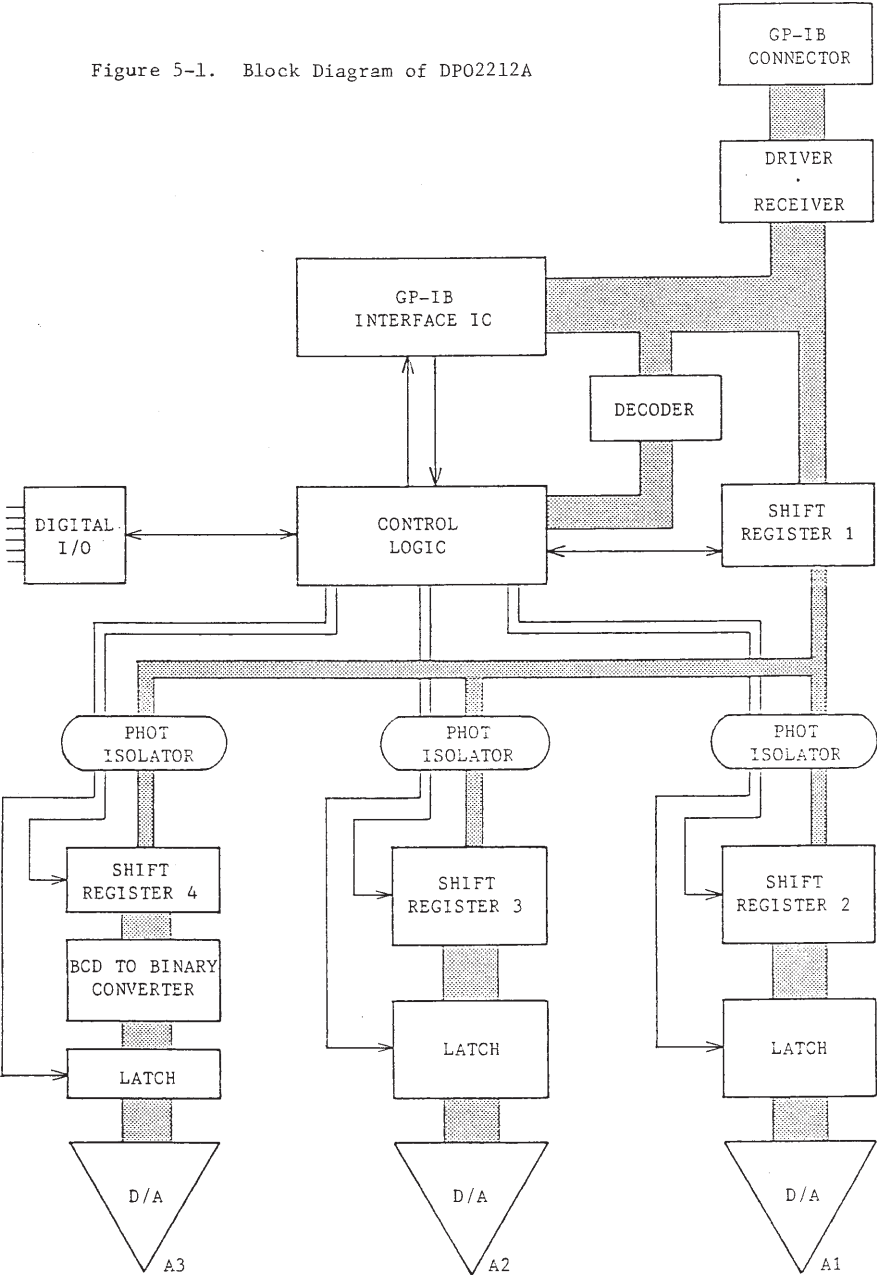 GP-IB
CONNECTOR
Figure 5-1. Block Diagram of DPO2212A
DRIVER
.
RECEIVER
GP-IB
INTERFACE IC
DECODER
DIGITAL
I/O
CONTROL
LOGIC
SHIFT
REGISTER 1
PHOT
ISOLATOR
PHOT
ISOLATOR
PHOT
ISOLATOR
SHIFT
REGISTER 4
SHIFT
REGISTER 3
SHIFT
REGISTER 2
BCD TO BINARY
CONVERTER
LATCH
LATCH
LATCH
D/A
D/A
D/A
A3
A2
A1